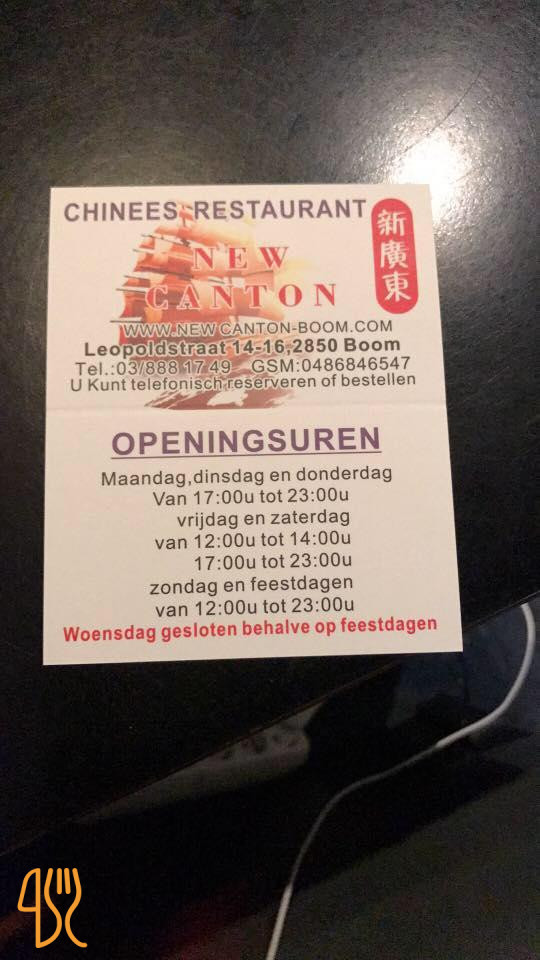 CHINEES RESTAURANT
新廣東
NEW
CANTON
WWW.NEW CANTON-BOOM.COM
Leopoldstraat 14-16,2850 Boom
Tel.:03/888 17 49 GSM:0486846547
U Kunt telefonisch reserveren of bestellen
OPENINGSUREN
Maandag,dinsdag en donderdag
Van 17:00u tot 23:00u
vrijdag en zaterdag
van 12:00u tot 14:00u
17:00u tot 23:00u
zondag en feestdagen
van 12:00u tot 23:00u
Woensdag gesloten behalve op feestdagen